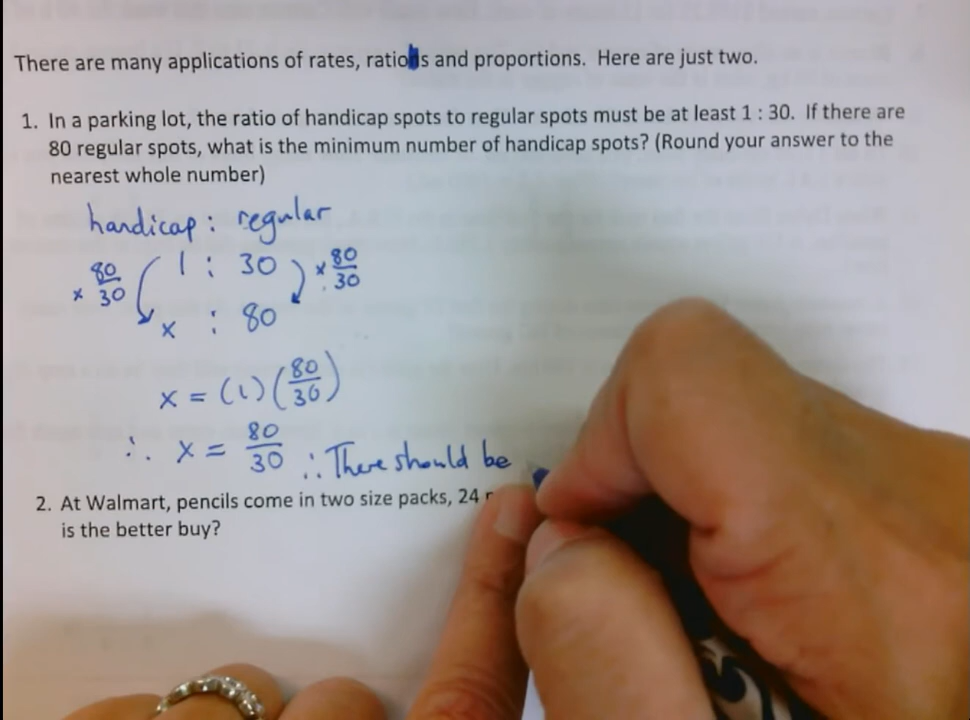 There are many applications of rates, ratios and proportions. Here are just two.
1. In a parking lot, the ratio of handicap spots to regular spots must be at least 1 : 30. If there are
80 regular spots, what is the minimum number of handicap spots? (Round your answer to the
nearest whole number)
handicap : regular
× 80/30 1 : 30 × 80/30
x : 80
x = (1)(80/30)
∴ x = 80/30 ∴ There should be
2. At Walmart, pencils come in two size packs, 24
is the better buy?